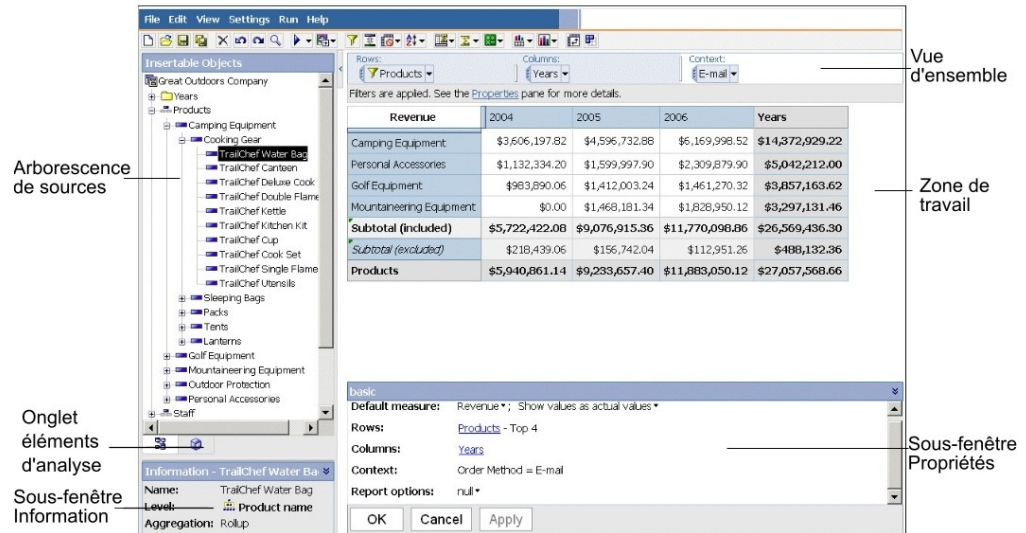 File Edit View Settings Run Help
Insertable Objects
Great Outdoors Company
Years
Products
Camping Equipment
Cooking Gear
TrailChef Water Bag
TrailChef Canteen
TrailChef Deluxe Cook
TrailChef Double Flame
TrailChef Kettle
TrailChef Kitchen Kit
TrailChef Cup
TrailChef Cook Set
TrailChef Single Flame
TrailChef Utensils
Sleeping Bags
Packs
Tents
Lanterns
Golf Equipment
Mountaineering Equipment
Outdoor Protection
Personal Accessories
Staff
Information - TrailChef Water Ba
Name: TrailChef Water Bag
Level: Product name
Aggregation: Rollup
Rows: Columns: Context:
Products Years E-mail
Filters are applied. See the Properties pane for more details.
Revenue 2004 2005 2006 Years
Camping Equipment $3,606,197.82 $4,596,732.88 $6,169,998.52 $14,372,929.22
Personal Accessories $1,132,334.20 $1,599,997.90 $2,309,879.90 $5,042,212.00
Golf Equipment $983,890.06 $1,412,003.24 $1,461,270.32 $3,857,163.62
Mountaineering Equipment $0.00 $1,468,181.34 $1,828,950.12 $3,297,131.46
Subtotal (included) $5,722,422.08 $9,076,915.36 $11,770,098.86 $26,569,436.30
Subtotal (excluded) $218,439.06 $156,742.04 $112,951.26 $488,132.36
Products $5,940,861.14 $9,233,657.40 $11,883,050.12 $27,057,568.66
basic
Default measure: Revenue ; Show values as actual values
Rows: Products - Top 4
Columns: Years
Context: Order Method = E-mail
Report options: null
OK Cancel Apply
Arborescence
de sources
Onglet
éléments
d'analyse
Sous-fenêtre
Information
Vue
d'ensemble
Zone de
travail
Sous-fenêtre
Propriétés